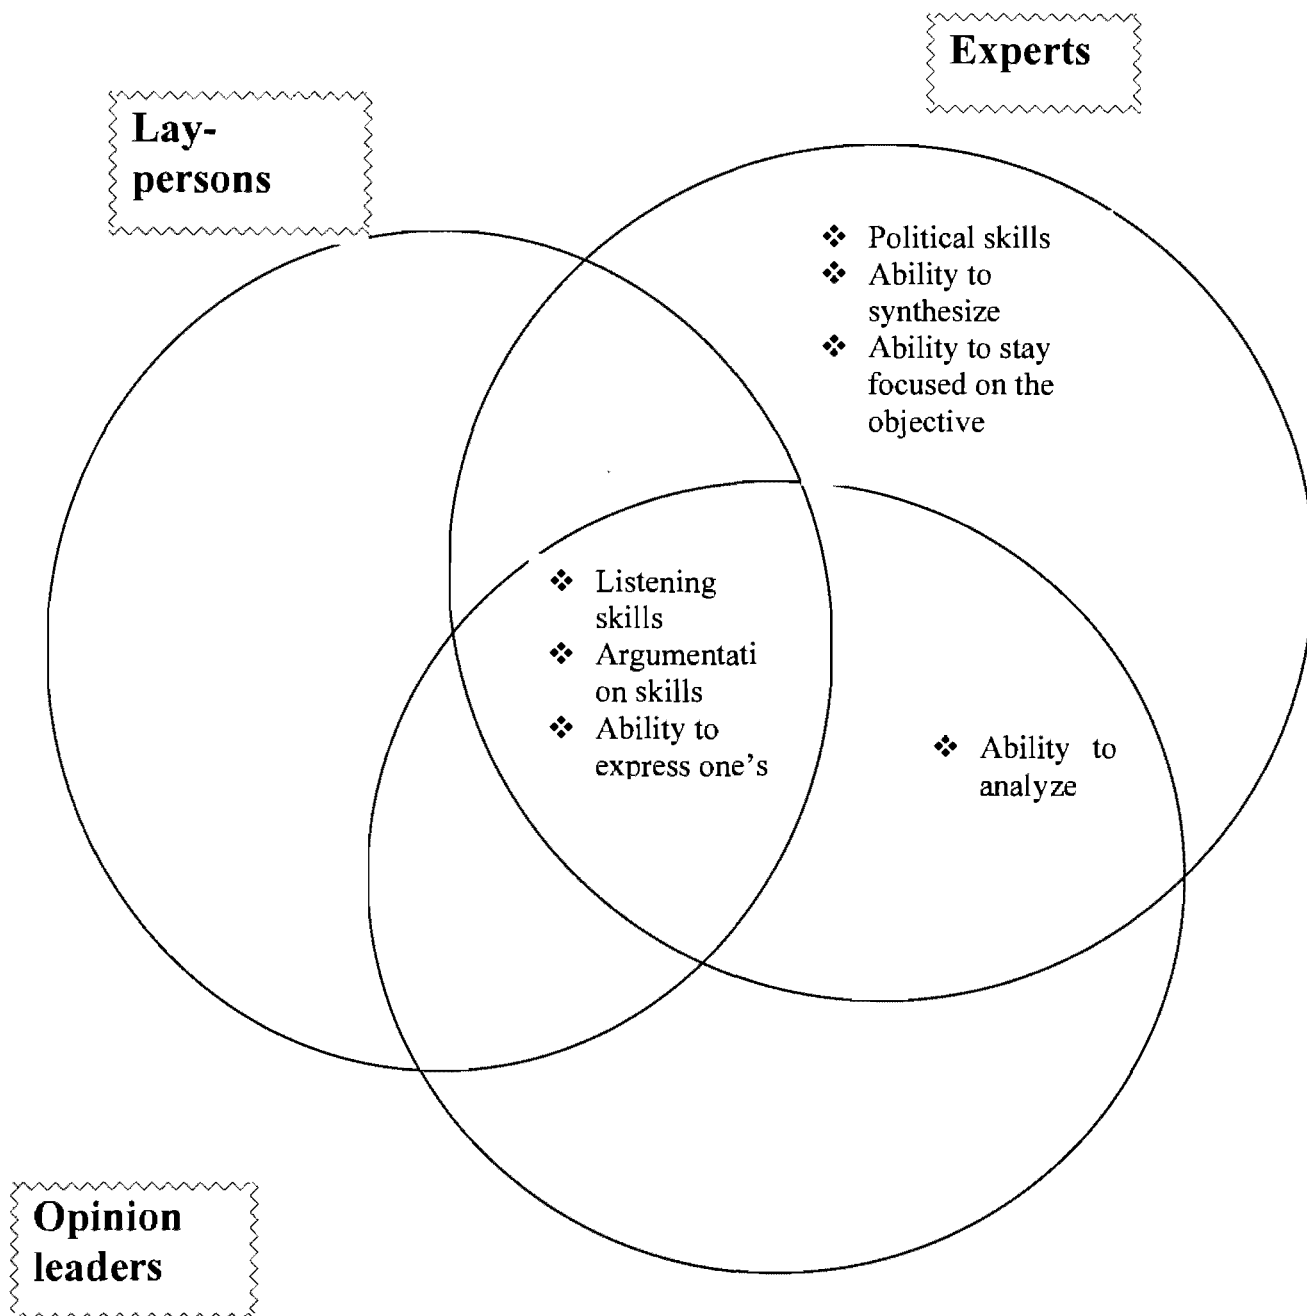 Experts
Lay-
persons
❖ Political skills
❖ Ability to
synthesize
❖ Ability to stay
focused on the
objective
❖ Listening
skills
❖ Argumentati
on skills
❖ Ability to
express one's
❖ Ability to
analyze
Opinion
leaders